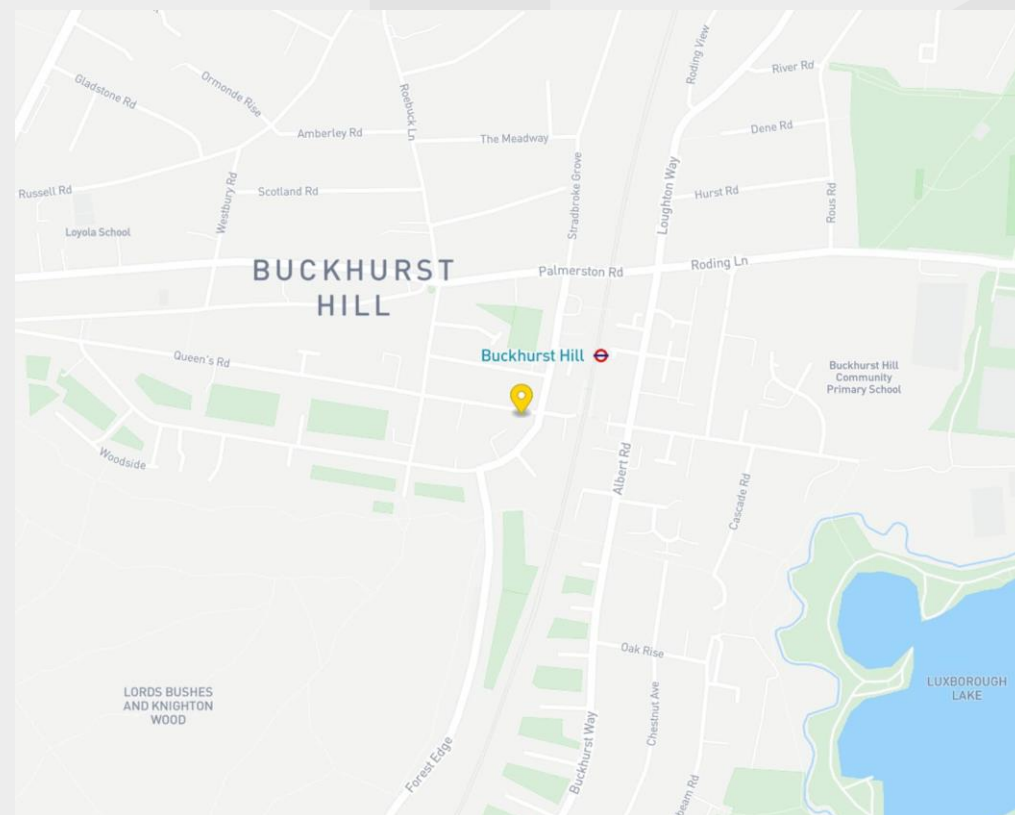 Roding View
River Rd
Gladstone Rd
Ormonde Rise
Roebuck Ln
Dene Rd
Amberley Rd
The Meadway
Stradbroke Grove
Loughton Way
Russell Rd
Westbury Rd
Scotland Rd
Hurst Rd
Rous Rd
Loyola School
BUCKHURST
HILL
Palmerston Rd
Roding Ln
Queen's Rd
Buckhurst Hill
Buckhurst Hill
Community
Primary School
Woodside
Albert Rd
Cascade Rd
Oak Rise
LORDS BUSHES
AND KNIGHTON
WOOD
LUXBOROUGH
LAKE
Chestnut Ave
Forest Edge
Buckhurst Way
beam Rd